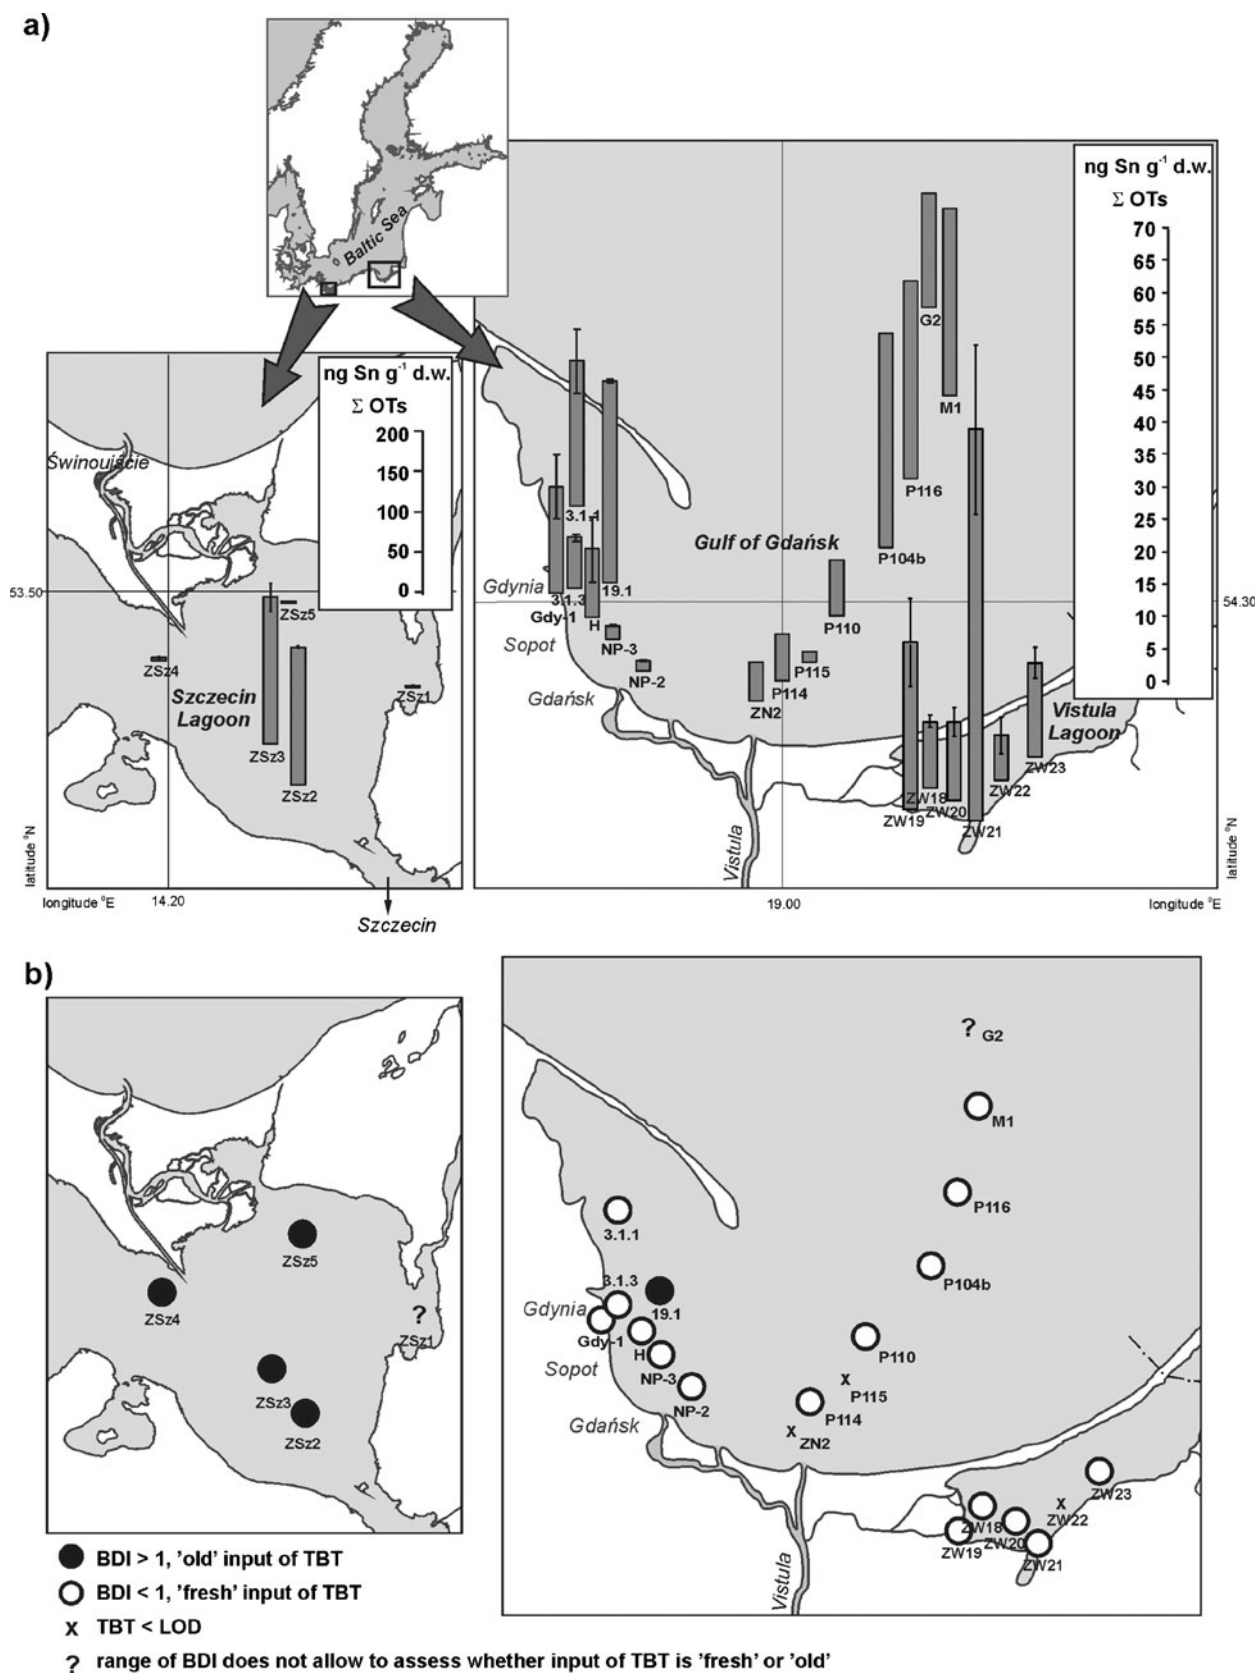 a)
Baltic Sea
ng Sn g⁻¹ d.w.
Σ OTs
70
65
60
55
50
45
40
35
30
25
20
15
10
5
0
G2
M1
P116
P104b
Gulf of Gdańsk
3.1.1
19.1
3.1.3
Gdynia
Gdy-1
H
Sopot
NP-3
NP-2
Gdańsk
P110
P115
P114
ZN2
54.30
Vistula
Lagoon
ZW23
ZW22
ZW18
ZW20
ZW19
ZW21
Vistula
latitude °N
19.00
longitude °E
ng Sn g⁻¹ d.w.
Σ OTs
200
150
100
50
0
Świnoujście
53.50
ZSz5
ZSz4
ZSz1
Szczecin
Lagoon
ZSz3
ZSz2
latitude °N
longitude °E
14.20
Szczecin
b)
ZSz5
ZSz4
?
ZSz1
ZSz3
ZSz2
? G2
M1
P116
3.1.1
P104b
3.1.3
19.1
Gdynia
Gdy-1
H
P110
Sopot
NP-3
x
P115
NP-2
P114
Gdańsk
x
ZN2
ZW23
x
ZW22
ZW18
ZW20
ZW19
ZW21
Vistula
BDI > 1, 'old' input of TBT
BDI < 1, 'fresh' input of TBT
x TBT < LOD
? range of BDI does not allow to assess whether input of TBT is 'fresh' or 'old'